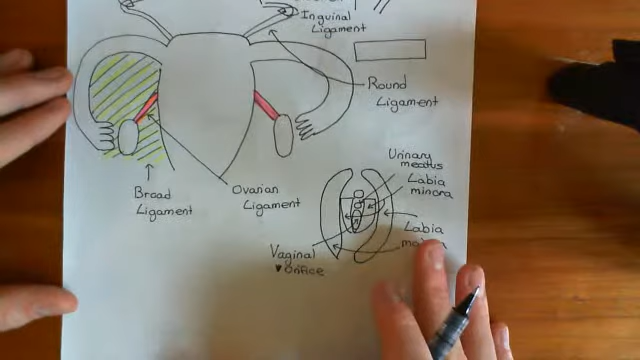 Inguinal
Ligament
Round
Ligament
Broad
Ligament
Ovarian
Ligament
Urinary
meatus
Labia
minora
Labia
Vaginal
Orifice